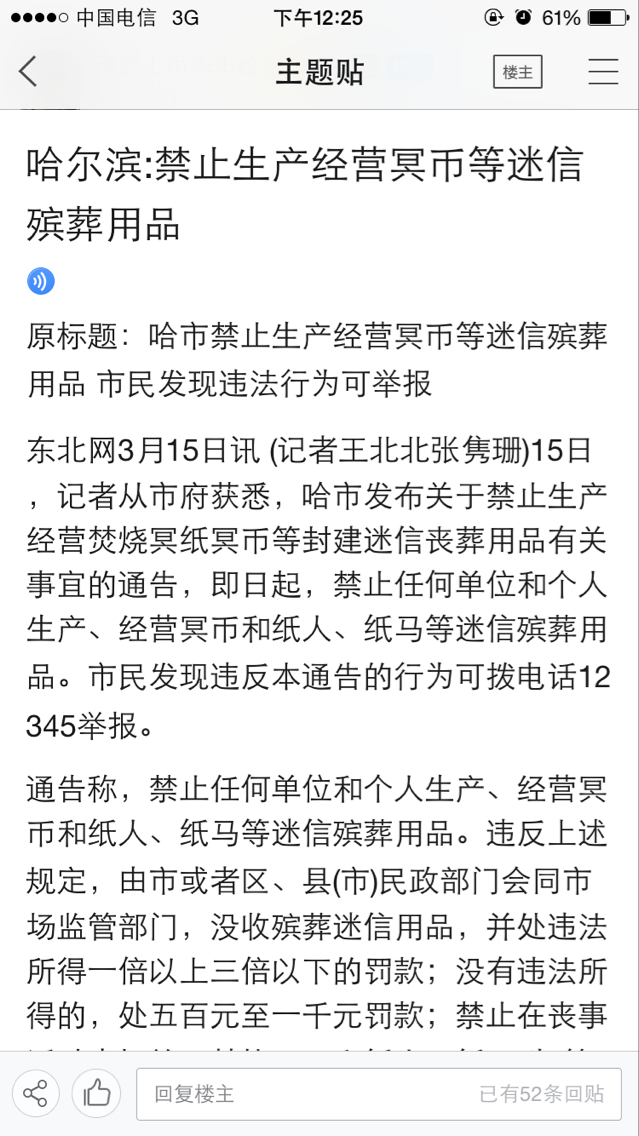 中国电信 3G 下午12:25 61%
主题贴
楼主
哈尔滨:禁止生产经营冥币等迷信
殡葬用品
原标题：哈市禁止生产经营冥币等迷信殡葬
用品 市民发现违法行为可举报
东北网3月15日讯 (记者王北北张隽珊)15日
，记者从市府获悉，哈市发布关于禁止生产
经营焚烧冥纸冥币等封建迷信丧葬用品有关
事宜的通告，即日起，禁止任何单位和个人
生产、经营冥币和纸人、纸马等迷信殡葬用
品。市民发现违反本通告的行为可拨电话12
345举报。
通告称，禁止任何单位和个人生产、经营冥
币和纸人、纸马等迷信殡葬用品。违反上述
规定，由市或者区、县(市)民政部门会同市
场监管部门，没收殡葬迷信用品，并处违法
所得一倍以上三倍以下的罚款；没有违法所
得的，处五百元至一千元罚款；禁止在丧事
回复楼主 已有52条回贴